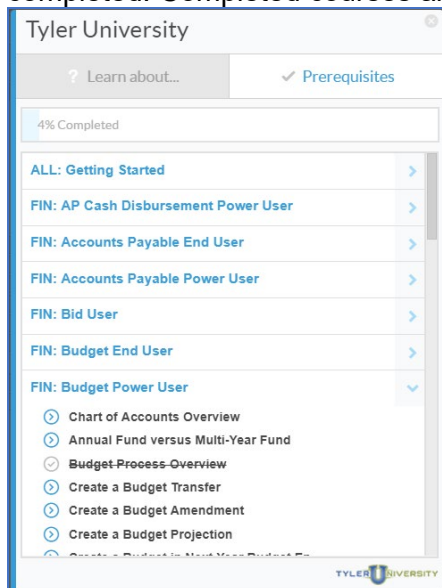 Tyler University
? Learn about...
✓ Prerequisites
4% Completed
ALL: Getting Started
FIN: AP Cash Disbursement Power User
FIN: Accounts Payable End User
FIN: Accounts Payable Power User
FIN: Bid User
FIN: Budget End User
FIN: Budget Power User
Chart of Accounts Overview
Annual Fund versus Multi-Year Fund
Budget Process Overview
Create a Budget Transfer
Create a Budget Amendment
Create a Budget Projection
TYLER UNIVERSITY